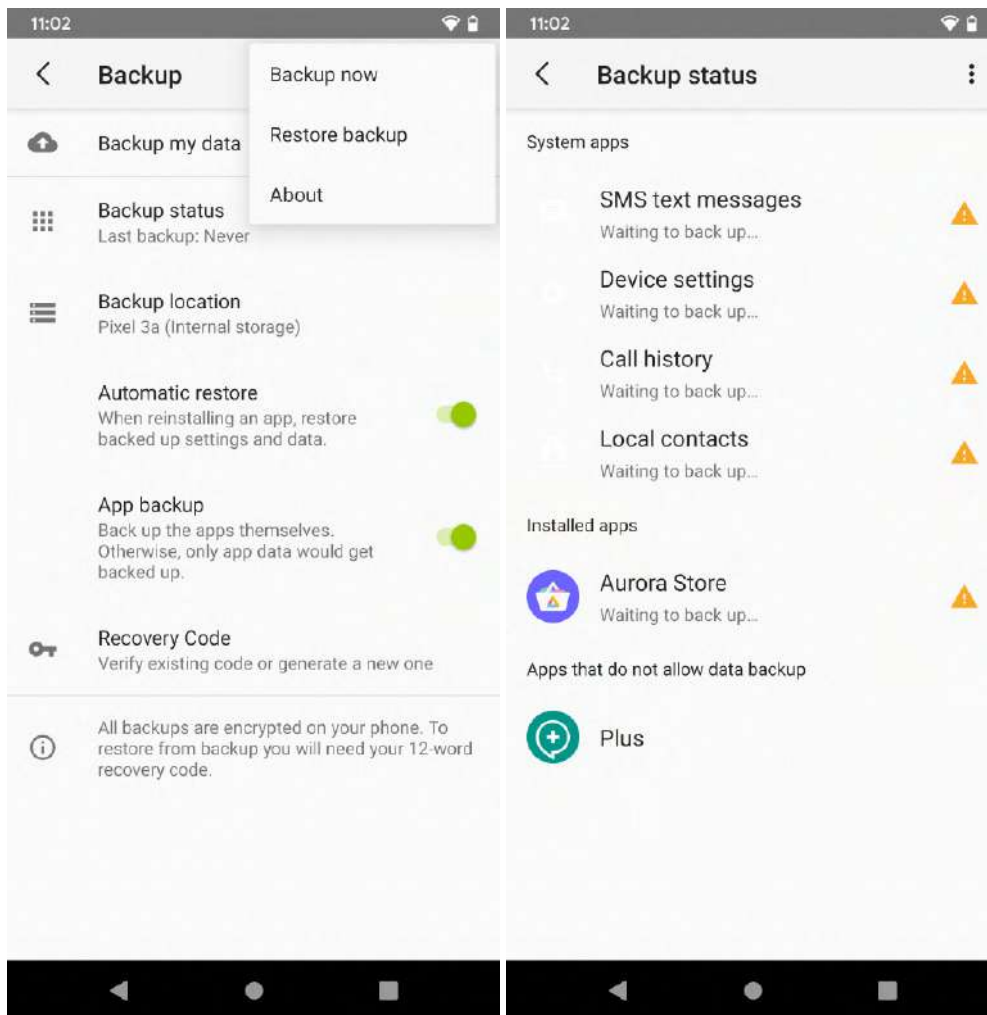 11:02
Backup
Backup now
Restore backup
About
Backup my data
Backup status
Last backup: Never
Backup location
Pixel 3a (Internal storage)
Automatic restore
When reinstalling an app, restore
backed up settings and data.
App backup
Back up the apps themselves.
Otherwise, only app data would get
backed up.
Recovery Code
Verify existing code or generate a new one
All backups are encrypted on your phone. To
restore from backup you will need your 12-word
recovery code.
11:02
Backup status
System apps
SMS text messages
Waiting to back up...
Device settings
Waiting to back up...
Call history
Waiting to back up...
Local contacts
Waiting to back up...
Installed apps
Aurora Store
Waiting to back up...
Apps that do not allow data backup
Plus